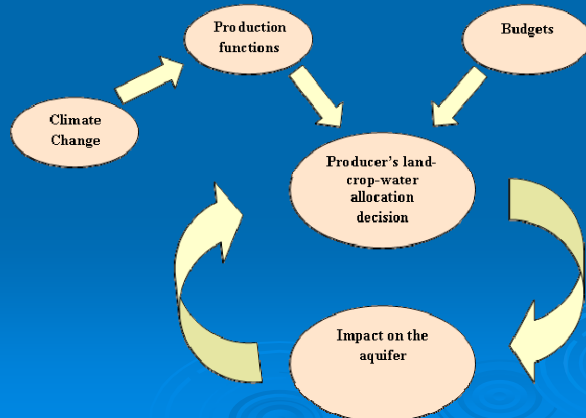 Production
functions
Budgets
Climate
Change
Producer's land-
crop-water
allocation
decision
Impact on the
aquifer